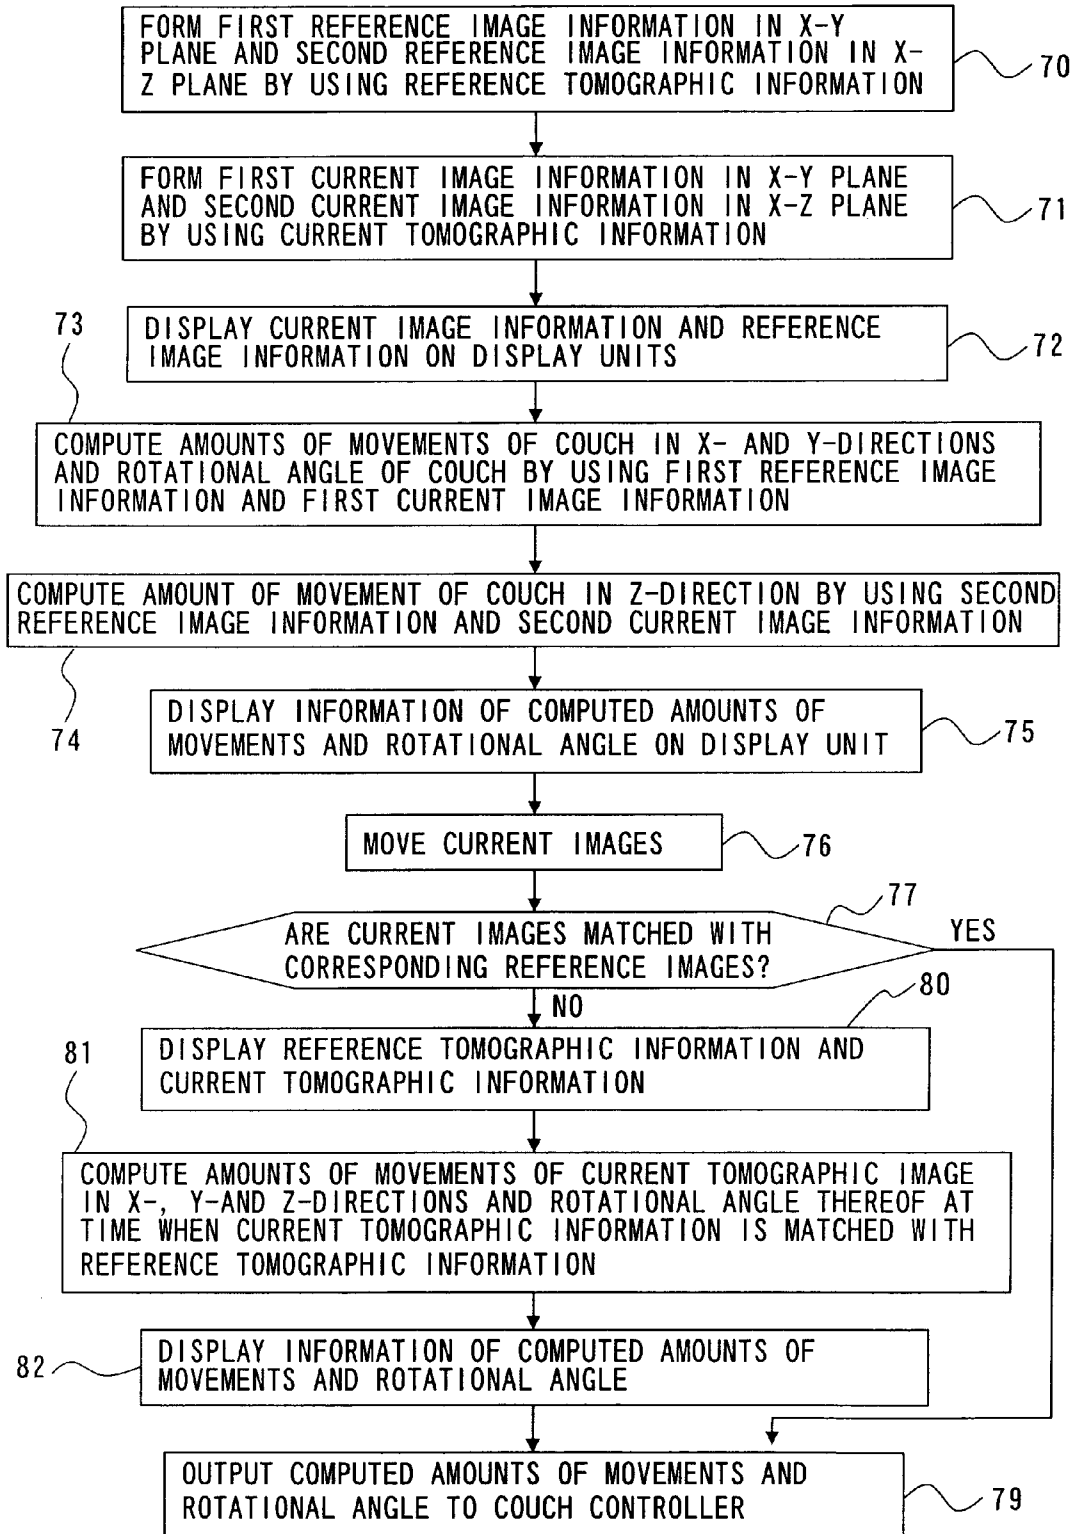 FORM FIRST REFERENCE IMAGE INFORMATION IN X-Y
PLANE AND SECOND REFERENCE IMAGE INFORMATION IN X-
Z PLANE BY USING REFERENCE TOMOGRAPHIC INFORMATION
70
FORM FIRST CURRENT IMAGE INFORMATION IN X-Y PLANE
AND SECOND CURRENT IMAGE INFORMATION IN X-Z PLANE
BY USING CURRENT TOMOGRAPHIC INFORMATION
71
73
DISPLAY CURRENT IMAGE INFORMATION AND REFERENCE
IMAGE INFORMATION ON DISPLAY UNITS
72
COMPUTE AMOUNTS OF MOVEMENTS OF COUCH IN X- AND Y-DIRECTIONS
AND ROTATIONAL ANGLE OF COUCH BY USING FIRST REFERENCE IMAGE
INFORMATION AND FIRST CURRENT IMAGE INFORMATION
COMPUTE AMOUNT OF MOVEMENT OF COUCH IN Z-DIRECTION BY USING SECOND
REFERENCE IMAGE INFORMATION AND SECOND CURRENT IMAGE INFORMATION
74
DISPLAY INFORMATION OF COMPUTED AMOUNTS OF
MOVEMENTS AND ROTATIONAL ANGLE ON DISPLAY UNIT
75
MOVE CURRENT IMAGES
76
77
ARE CURRENT IMAGES MATCHED WITH
CORRESPONDING REFERENCE IMAGES?
YES
NO
80
81
DISPLAY REFERENCE TOMOGRAPHIC INFORMATION AND
CURRENT TOMOGRAPHIC INFORMATION
COMPUTE AMOUNTS OF MOVEMENTS OF CURRENT TOMOGRAPHIC IMAGE
IN X-, Y-AND Z-DIRECTIONS AND ROTATIONAL ANGLE THEREOF AT
TIME WHEN CURRENT TOMOGRAPHIC INFORMATION IS MATCHED WITH
REFERENCE TOMOGRAPHIC INFORMATION
82
DISPLAY INFORMATION OF COMPUTED AMOUNTS OF
MOVEMENTS AND ROTATIONAL ANGLE
OUTPUT COMPUTED AMOUNTS OF MOVEMENTS AND
ROTATIONAL ANGLE TO COUCH CONTROLLER
79